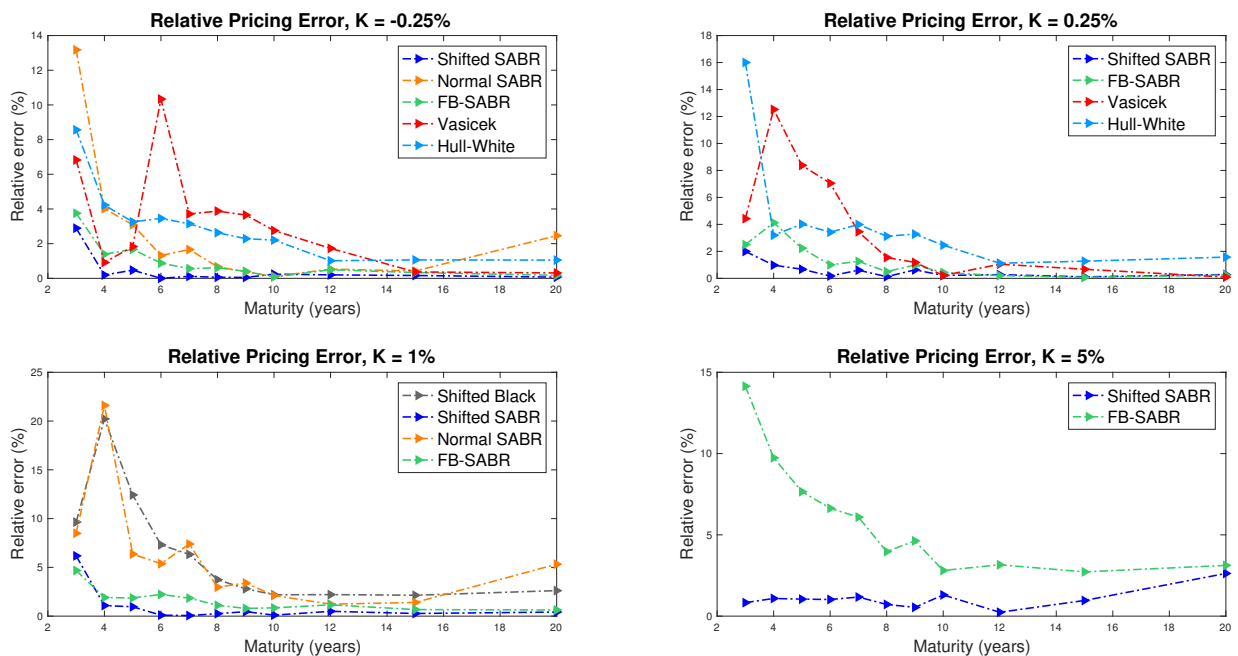 Relative Pricing Error, K = -0.25%
Relative error (%)
14
12
10
8
6
4
2
0
Shifted SABR
Normal SABR
FB-SABR
Vasicek
Hull-White
2 4 6 8 10 12 14 16 18 20
Maturity (years)
Relative Pricing Error, K = 0.25%
Relative error (%)
18
16
14
12
10
8
6
4
2
0
Shifted SABR
FB-SABR
Vasicek
Hull-White
2 4 6 8 10 12 14 16 18 20
Maturity (years)
Relative Pricing Error, K = 1%
Relative error (%)
25
20
15
10
5
0
Shifted Black
Shifted SABR
Normal SABR
FB-SABR
2 4 6 8 10 12 14 16 18 20
Maturity (years)
Relative Pricing Error, K = 5%
Relative error (%)
15
10
5
0
Shifted SABR
FB-SABR
2 4 6 8 10 12 14 16 18 20
Maturity (years)